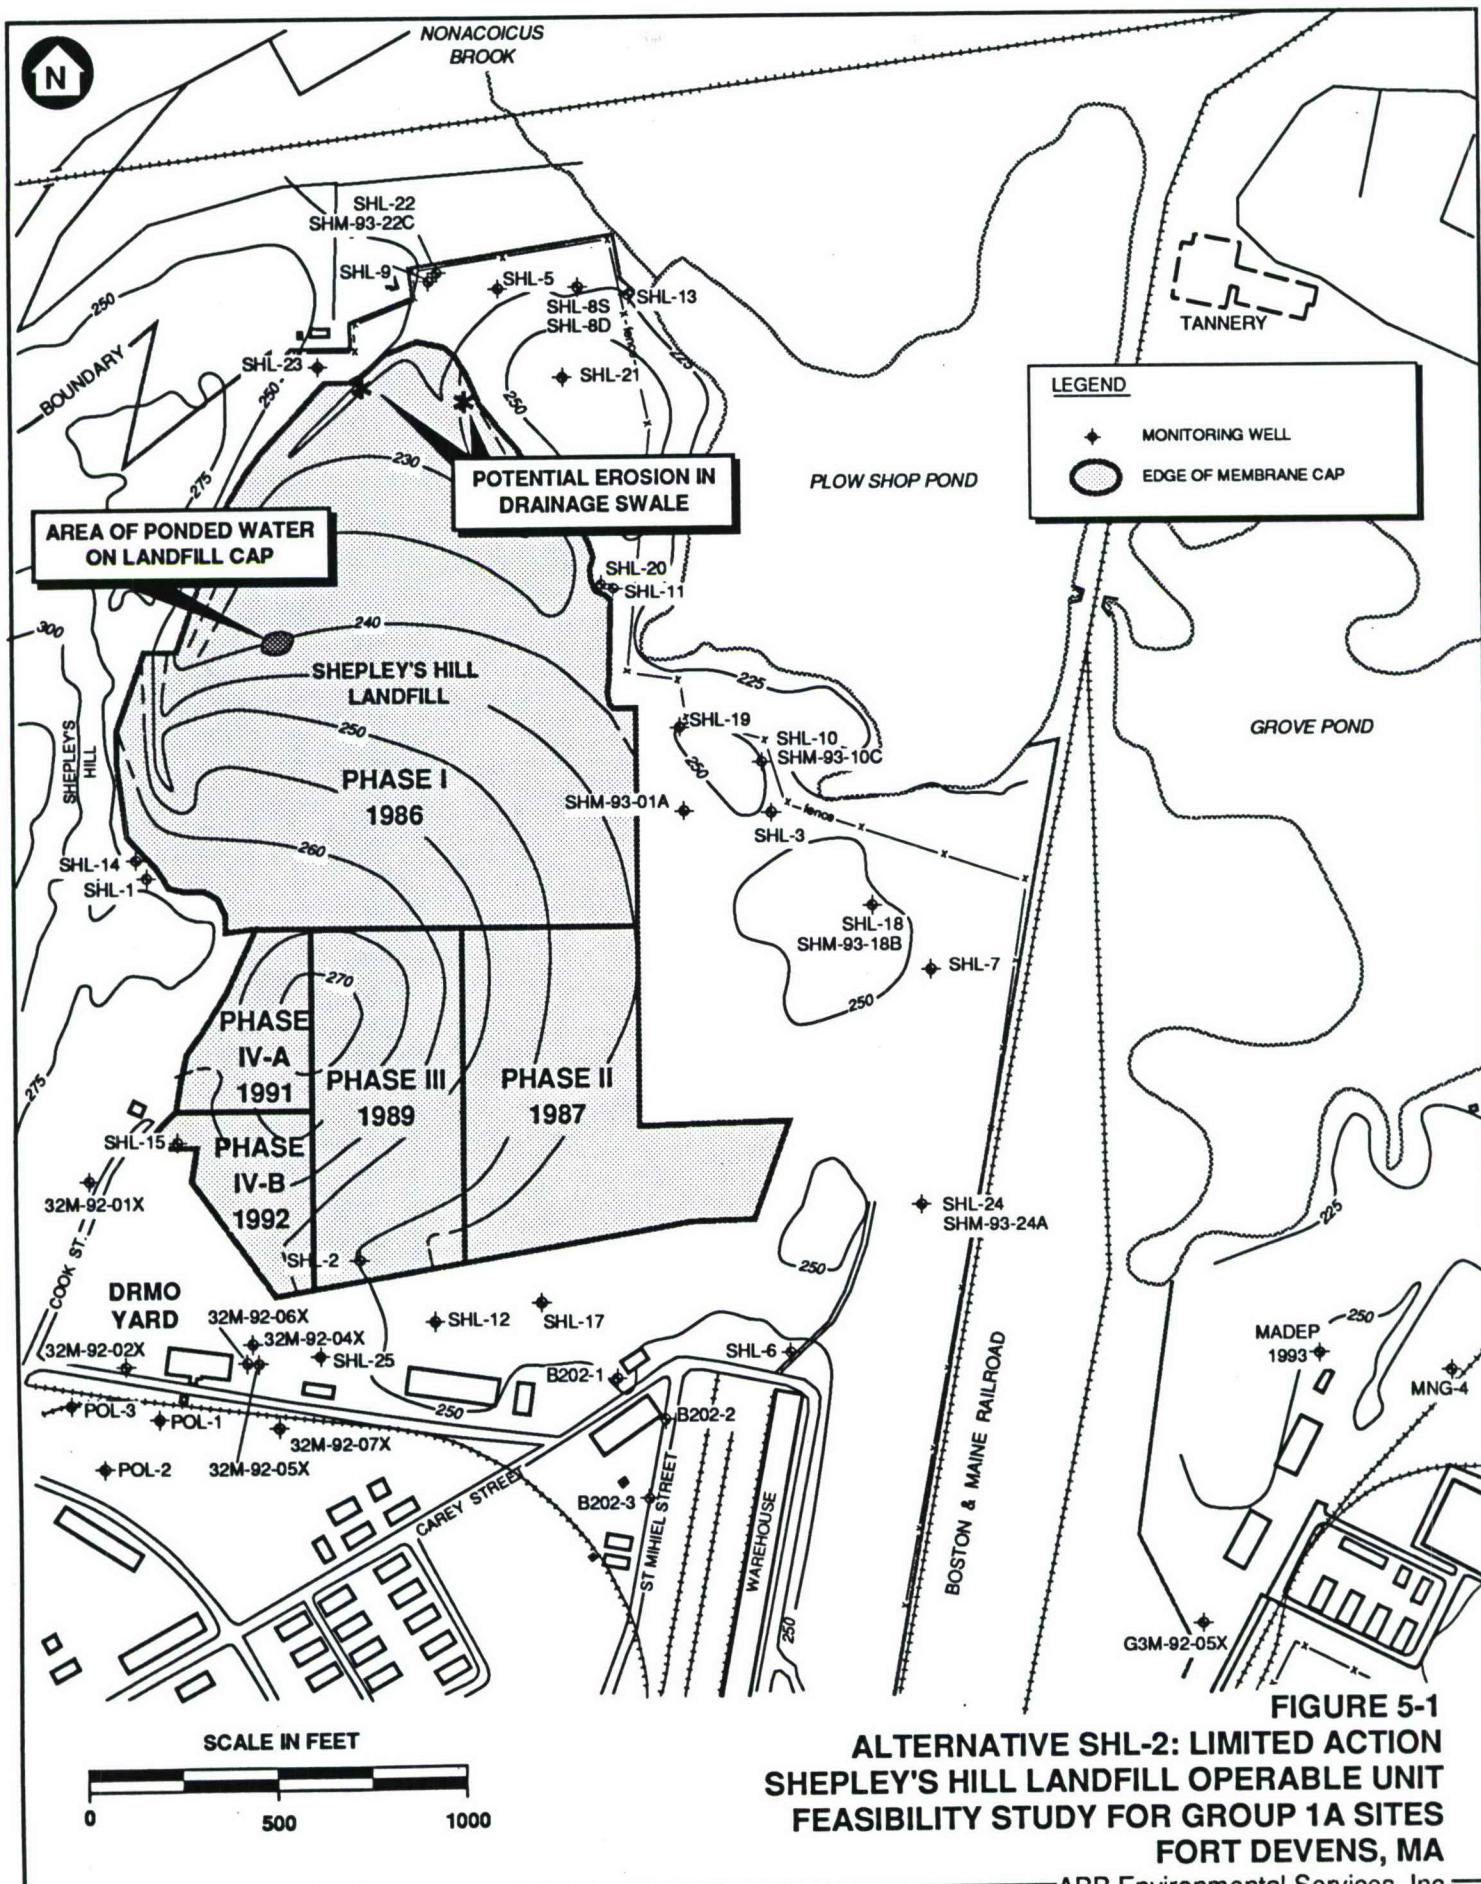 N
NONACOICUS
BROOK
SHL-22
SHM-93-22C
SHL-9
SHL-5
SHL-8S
SHL-8D
SHL-13
fence
225
250
BOUNDARY
SHL-23
250
SHL-21
250
TANNERY
LEGEND
MONITORING WELL
EDGE OF MEMBRANE CAP
275
230
POTENTIAL EROSION IN
DRAINAGE SWALE
PLOW SHOP POND
AREA OF PONDED WATER
ON LANDFILL CAP
SHL-20
SHL-11
300
240
SHEPLEY'S HILL
LANDFILL
225
SHEPLEY'S
HILL
250
SHL-19
SHL-10
SHM-93-10C
GROVE POND
250
PHASE I
1986
SHM-93-01A
fence
SHL-3
260
SHL-14
SHL-1
SHL-18
SHM-93-18B
SHL-7
250
270
PHASE
IV-A
1991
PHASE III
1989
PHASE II
1987
275
SHL-15
PHASE
IV-B
1992
32M-92-01X
SHL-24
SHM-93-24A
225
COOK ST.
SHL-2
250
DRMO
YARD
32M-92-06X
32M-92-04X
32M-92-02X
SHL-25
SHL-12
SHL-17
SHL-6
B202-1
MADEP
1993
250
MNG-4
250
POL-3
POL-1
32M-92-07X
B202-2
POL-2
32M-92-05X
CAREY STREET
B202-3
ST MIHIEL STREET
WAREHOUSE
BOSTON & MAINE RAILROAD
250
G3M-92-05X
SCALE IN FEET
0
500
1000
FIGURE 5-1
ALTERNATIVE SHL-2: LIMITED ACTION
SHEPLEY'S HILL LANDFILL OPERABLE UNIT
FEASIBILITY STUDY FOR GROUP 1A SITES
FORT DEVENS, MA
ABB Environmental Services, Inc.